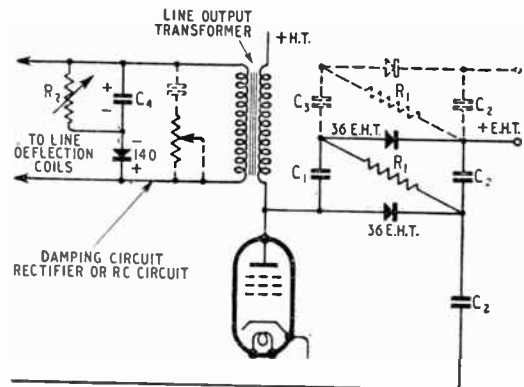 LINE OUTPUT
TRANSFORMER
+ H.T.
R2
+
C4
-
TO LINE
DEFLECTION
COILS
-
140
+
C3
R1
C2
+ E.H.T.
36 E.H.T.
R1
C1
C2
36 E.H.T.
DAMPING CIRCUIT
RECTIFIER OR RC CIRCUIT
C2